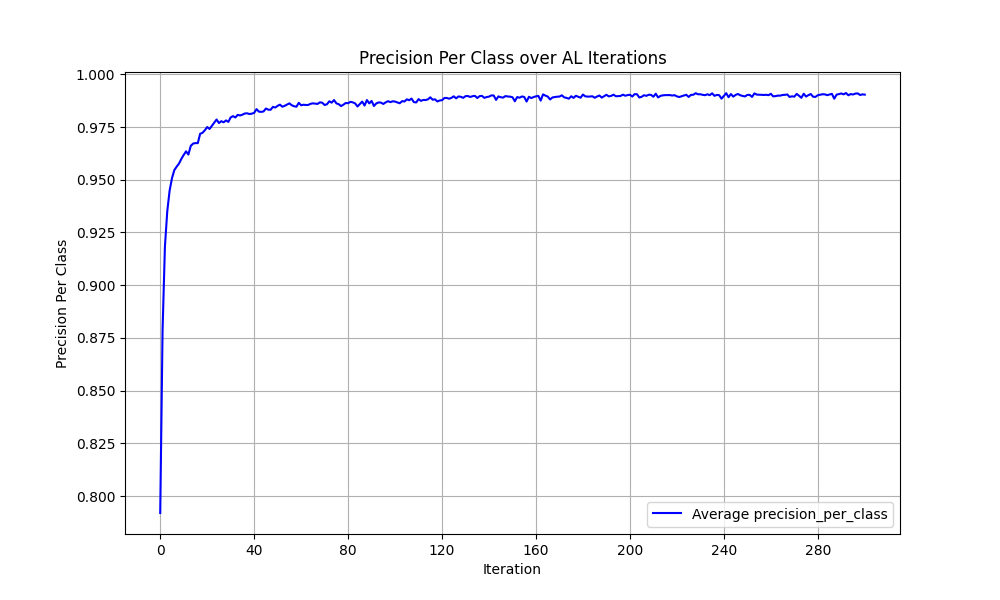 Precision Per Class over AL Iterations
1.000
0.975
0.950
0.925
0.900
0.875
0.850
0.825
0.800
Precision Per Class
Average precision_per_class
0 40 80 120 160 200 240 280
Iteration